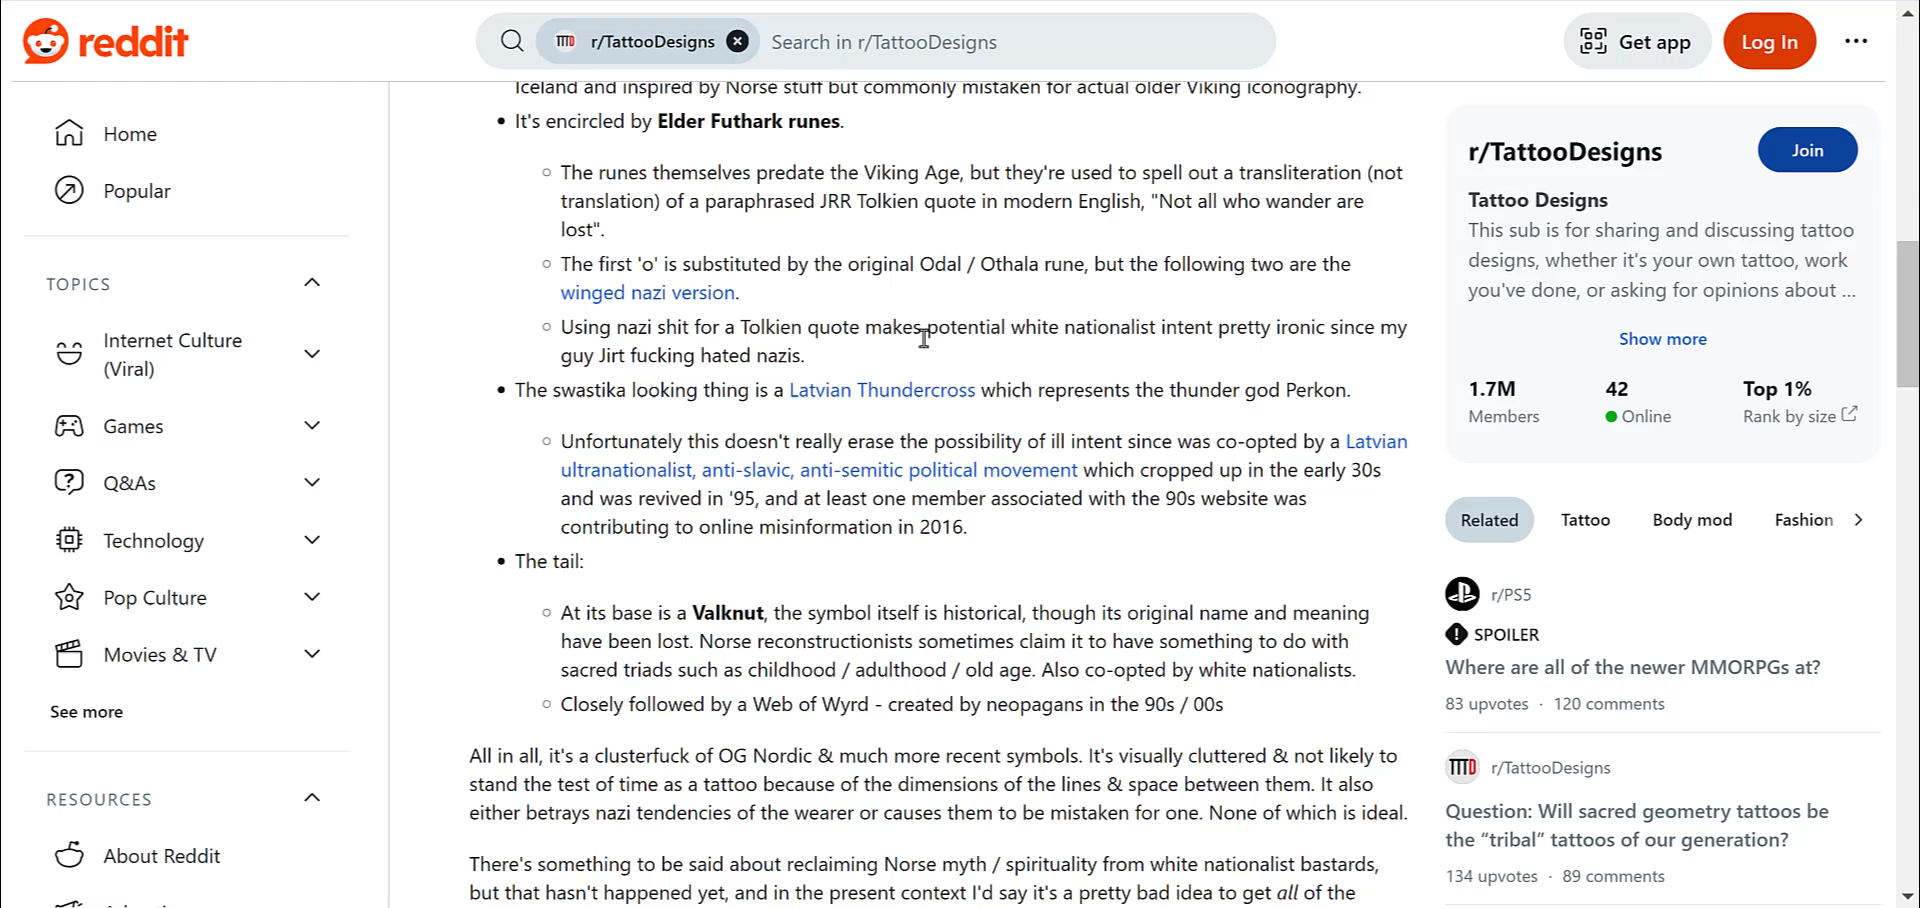 reddit
r/TattooDesigns
Search in r/TattooDesigns
Get app
Log In
Home
Popular
TOPICS
Internet Culture
(Viral)
Games
Q&As
Technology
Pop Culture
Movies & TV
See more
RESOURCES
About Reddit
Iceland and inspired by Norse stuff but commonly mistaken for actual older Viking iconography.
• It's encircled by Elder Futhark runes.
○ The runes themselves predate the Viking Age, but they're used to spell out a transliteration (not
translation) of a paraphrased JRR Tolkien quote in modern English, "Not all who wander are
lost".
○ The first 'o' is substituted by the original Odal / Othala rune, but the following two are the
winged nazi version.
○ Using nazi shit for a Tolkien quote makes potential white nationalist intent pretty ironic since my
guy Jirt fucking hated nazis.
• The swastika looking thing is a Latvian Thundercross which represents the thunder god Perkon.
○ Unfortunately this doesn't really erase the possibility of ill intent since was co-opted by a Latvian
ultranationalist, anti-slavic, anti-semitic political movement which cropped up in the early 30s
and was revived in '95, and at least one member associated with the 90s website was
contributing to online misinformation in 2016.
• The tail:
○ At its base is a Valknut, the symbol itself is historical, though its original name and meaning
have been lost. Norse reconstructionists sometimes claim it to have something to do with
sacred triads such as childhood / adulthood / old age. Also co-opted by white nationalists.
○ Closely followed by a Web of Wyrd - created by neopagans in the 90s / 00s
All in all, it's a clusterfuck of OG Nordic & much more recent symbols. It's visually cluttered & not likely to
stand the test of time as a tattoo because of the dimensions of the lines & space between them. It also
either betrays nazi tendencies of the wearer or causes them to be mistaken for one. None of which is ideal.
There's something to be said about reclaiming Norse myth / spirituality from white nationalist bastards,
but that hasn't happened yet, and in the present context I'd say it's a pretty bad idea to get all of the
r/TattooDesigns
Join
Tattoo Designs
This sub is for sharing and discussing tattoo
designs, whether it's your own tattoo, work
you've done, or asking for opinions about ...
Show more
1.7M 42 Top 1%
Members Online Rank by size
Related Tattoo Body mod Fashion
r/PS5
SPOILER
Where are all of the newer MMORPGs at?
83 upvotes · 120 comments
r/TattooDesigns
Question: Will sacred geometry tattoos be
the “tribal” tattoos of our generation?
134 upvotes · 89 comments